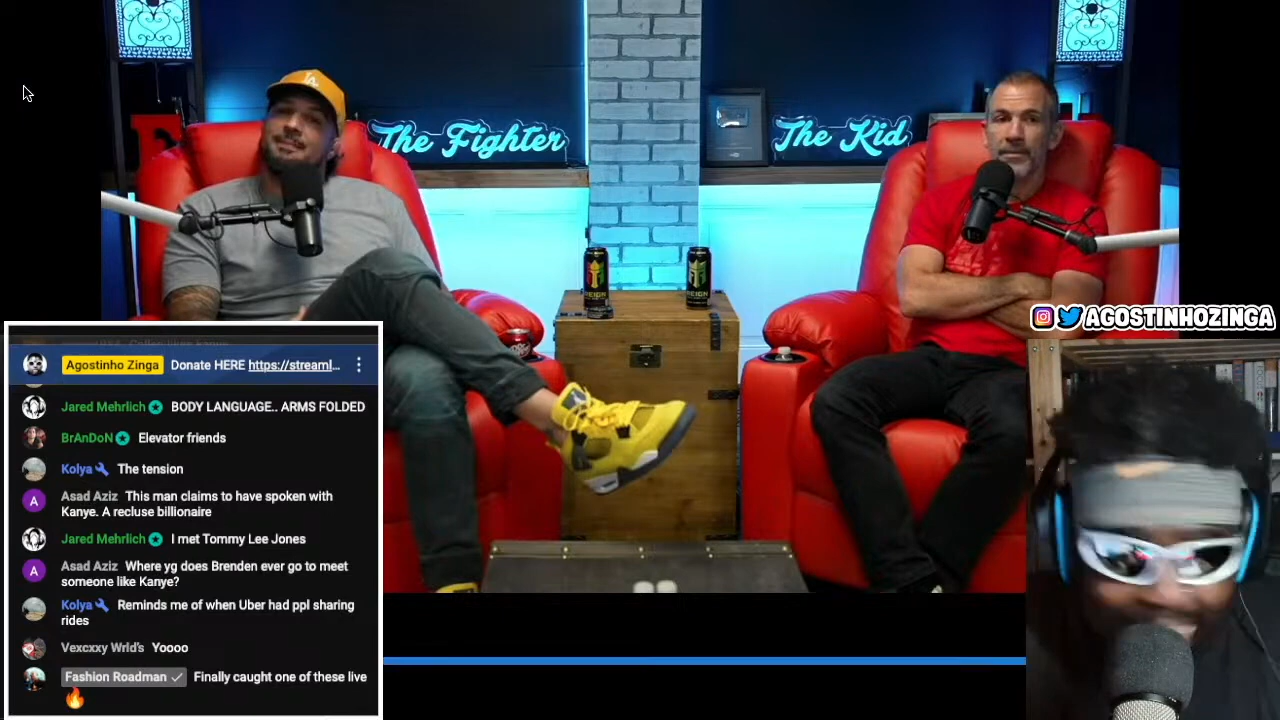 The Fighter
The Kid
LA
REIGN
REIGN
AGOSTINHOZINGA
Agostinho Zinga Donate HERE https://streaml...
Jared Mehrlich BODY LANGUAGE.. ARMS FOLDED
BrAnDoN Elevator friends
Kolya The tension
A Asad Aziz This man claims to have spoken with
Kanye. A recluse billionaire
Jared Mehrlich I met Tommy Lee Jones
A Asad Aziz Where yg does Brenden ever go to meet
someone like Kanye?
Kolya Reminds me of when Uber had ppl sharing
rides
Vexcxxy Wrld's Yoooo
Fashion Roadman Finally caught one of these live